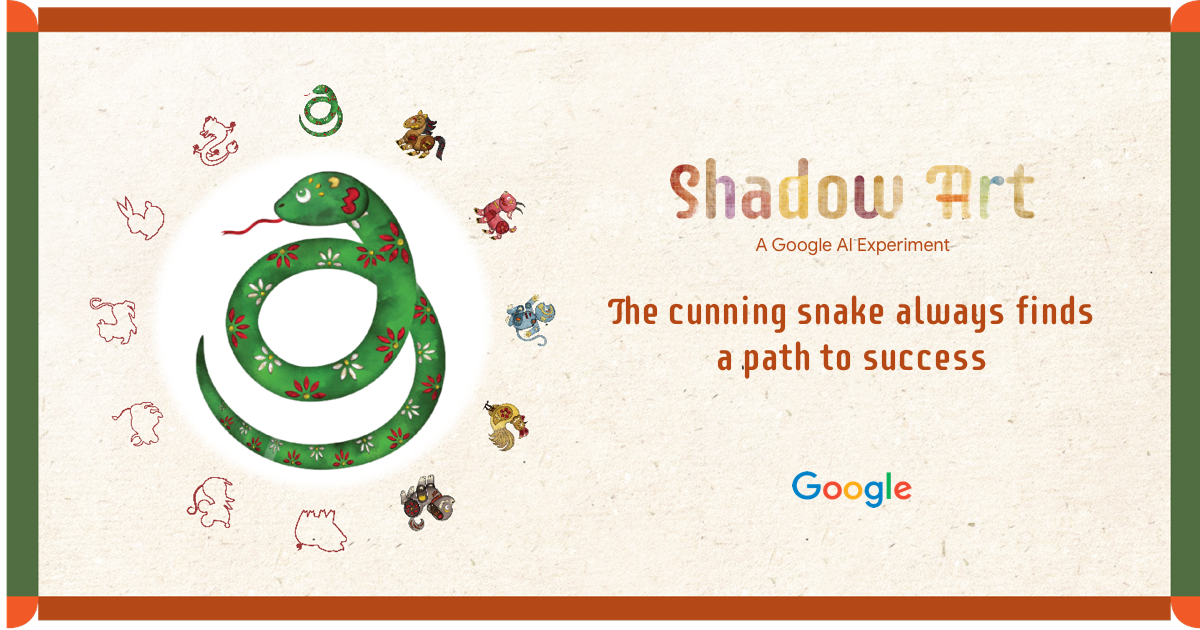 Shadow Art
A Google AI Experiment
The cunning snake always finds
a path to success
Google